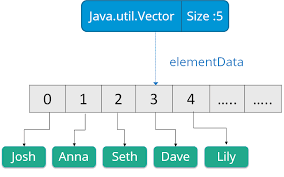 Java.util.Vector Size :5
elementData
0 1 2 3 4 ..... .....
Josh Anna Seth Dave Lily